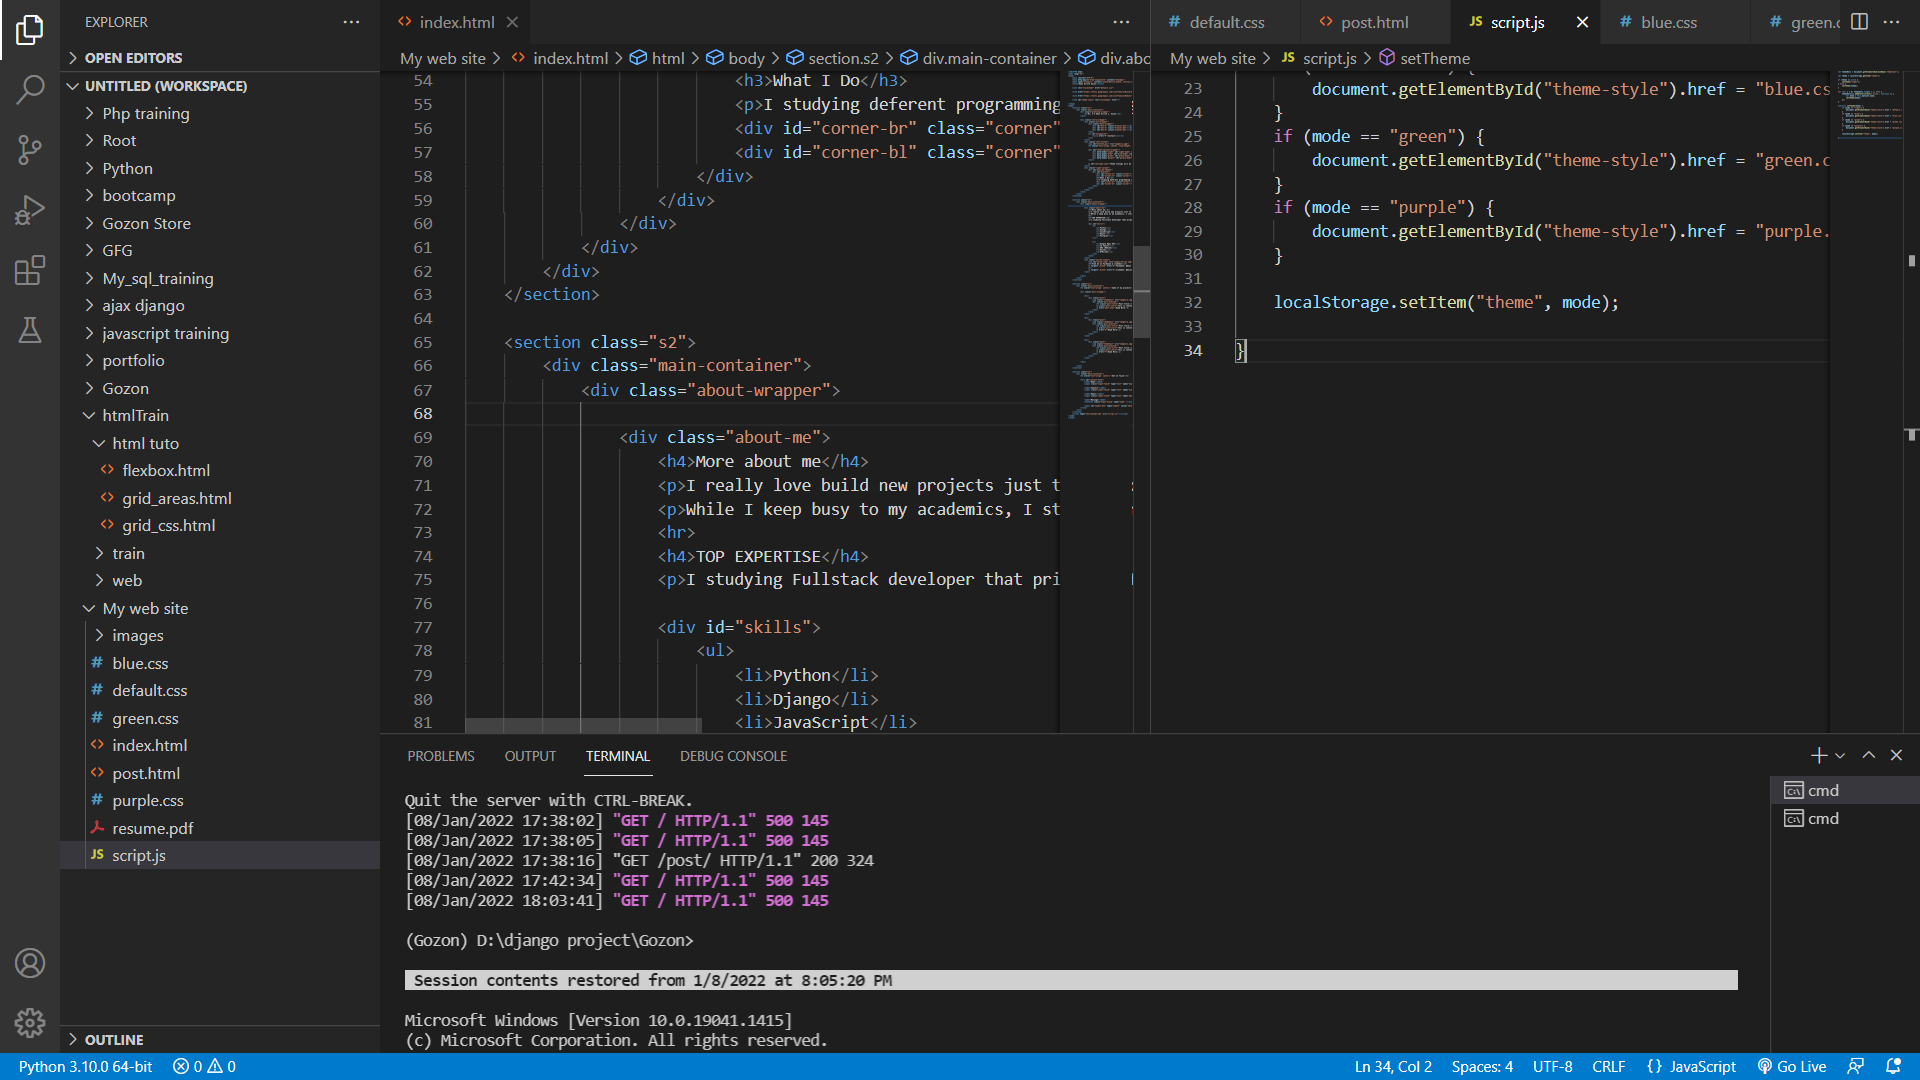 EXPLORER
OPEN EDITORS
UNTITLED (WORKSPACE)
Php training
Root
Python
bootcamp
Gozon Store
GFG
My_sql_training
ajax django
javascript training
portfolio
Gozon
htmlTrain
html tuto
flexbox.html
grid_areas.html
grid_css.html
train
web
My web site
images
blue.css
default.css
green.css
index.html
post.html
purple.css
resume.pdf
JS script.js
OUTLINE
index.html
My web site > index.html > html > body > section.s2 > div.main-container > div.abc
54 <h3>What I Do</h3>
55 <p>I studying deferent programming
56 <div id="corner-br" class="corner"
57 <div id="corner-bl" class="corner"
58 </div>
59 </div>
60 </div>
61 </div>
62 </div>
63 </section>
64
65 <section class="s2">
66 <div class="main-container">
67 <div class="about-wrapper">
68
69 <div class="about-me">
70 <h4>More about me</h4>
71 <p>I really love build new projects just t
72 <p>While I keep busy to my academics, I st
73 <hr>
74 <h4>TOP EXPERTISE</h4>
75 <p>I studying Fullstack developer that pri
76
77 <div id="skills">
78 <ul>
79 <li>Python</li>
80 <li>Django</li>
81 <li>JavaScript</li>
# default.css
post.html
JS script.js
# blue.css
# green.c
My web site > JS script.js > setTheme
23 document.getElementById("theme-style").href = "blue.cs
24 }
25 if (mode == "green") {
26 document.getElementById("theme-style").href = "green.c
27 }
28 if (mode == "purple") {
29 document.getElementById("theme-style").href = "purple.
30 }
31
32 localStorage.setItem("theme", mode);
33
34 }
PROBLEMS OUTPUT TERMINAL DEBUG CONSOLE
Quit the server with CTRL-BREAK.
[08/Jan/2022 17:38:02] "GET / HTTP/1.1" 500 145
[08/Jan/2022 17:38:05] "GET / HTTP/1.1" 500 145
[08/Jan/2022 17:38:16] "GET /post/ HTTP/1.1" 200 324
[08/Jan/2022 17:42:34] "GET / HTTP/1.1" 500 145
[08/Jan/2022 18:03:41] "GET / HTTP/1.1" 500 145
(Gozon) D:\django project\Gozon>
Session contents restored from 1/8/2022 at 8:05:20 PM
Microsoft Windows [Version 10.0.19041.1415]
(c) Microsoft Corporation. All rights reserved.
cmd
cmd
Python 3.10.0 64-bit 0 0 Ln 34, Col 2 Spaces: 4 UTF-8 CRLF {} JavaScript Go Live